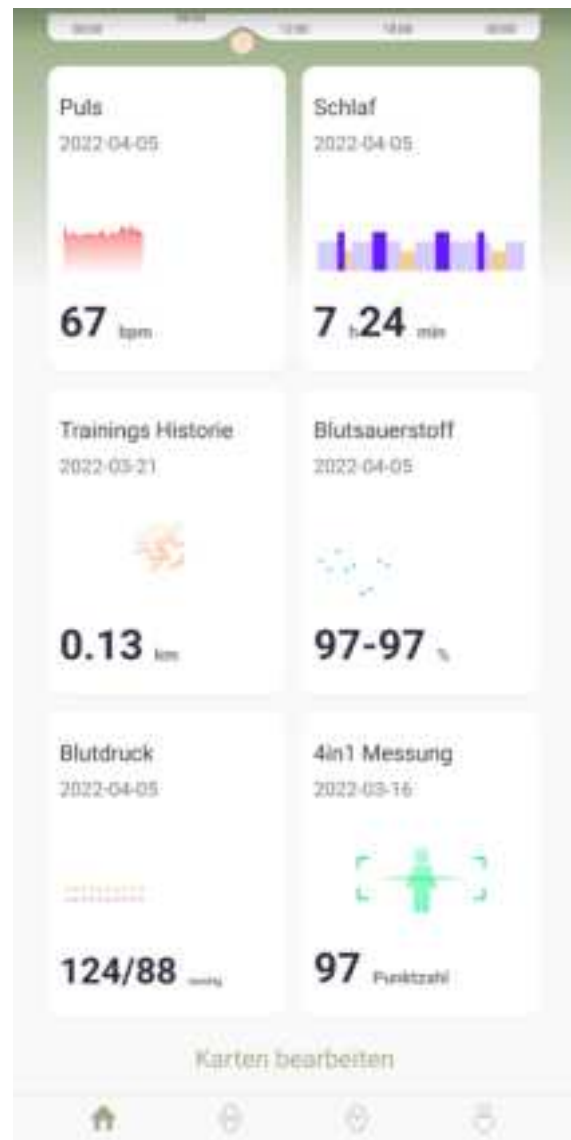 Puls
2022-04-05
67 bpm
Schlaf
2022-04-05
7 h 24 min
Trainings Historie
2022-03-21
0.13 km
Blutsauerstoff
2022-04-05
97-97 %
Blutdruck
2022-04-05
124/88
4in1 Messung
2022-03-16
97 Punktzahl
Karten bearbeiten